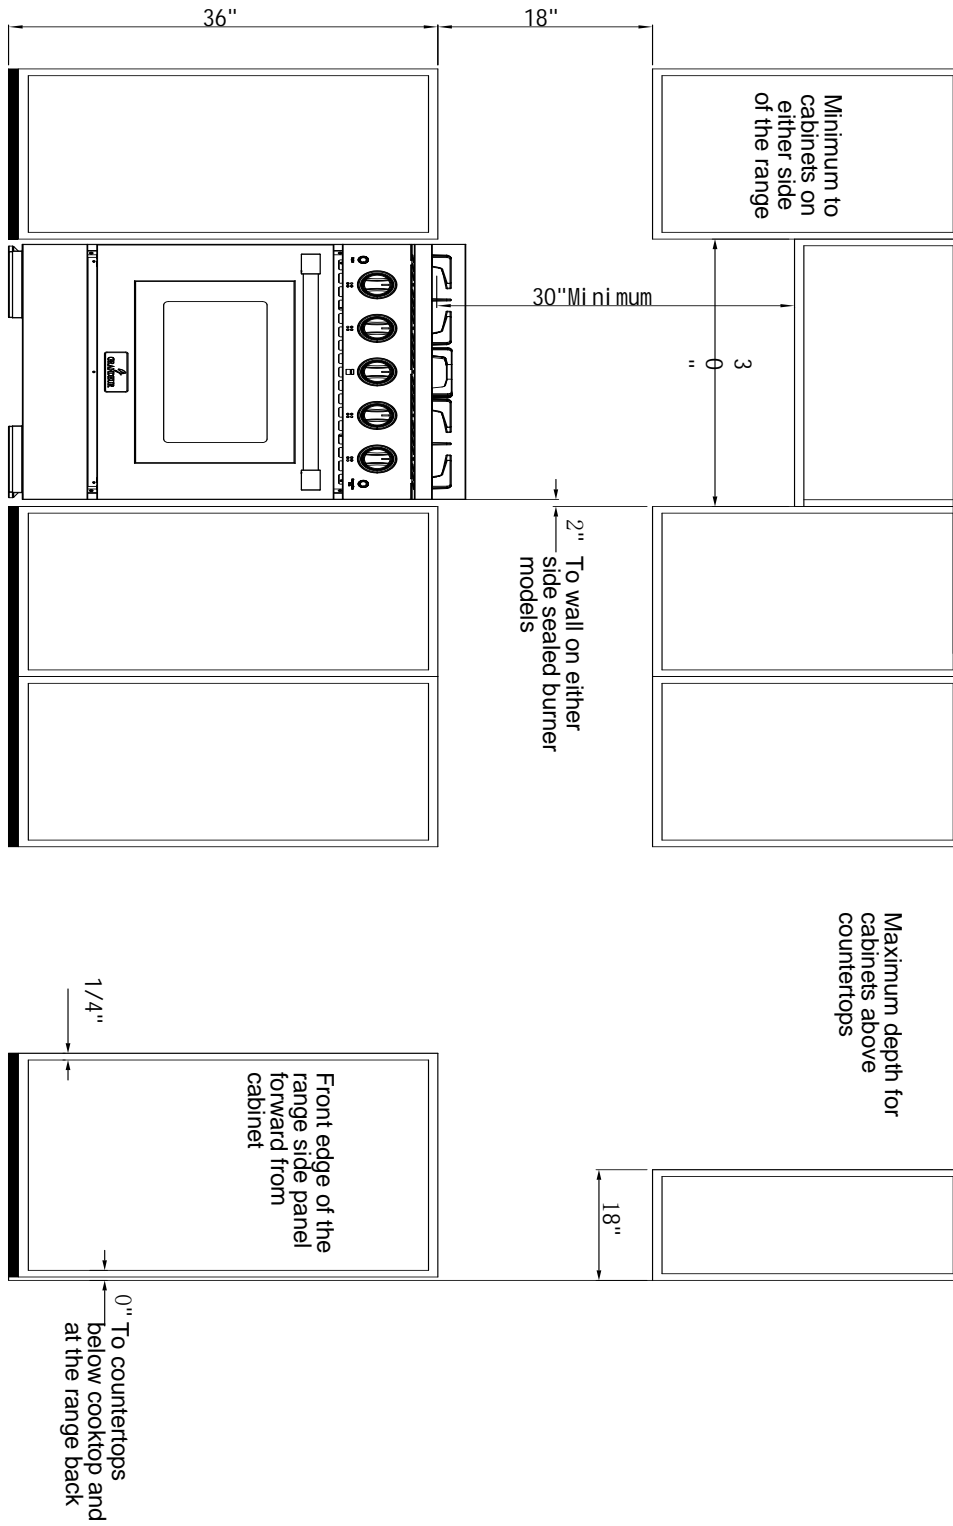 36"
18"
Minimum to
cabinets on
either side
of the range
30"Minimum
3
0
"
2" To wall on either
side sealed burner
models
Maximum depth for
cabinets above
countertops
18"
1/4"
Front edge of the
range side panel
forward from
cabinet
0" To countertops
below cooktop and
at the range back